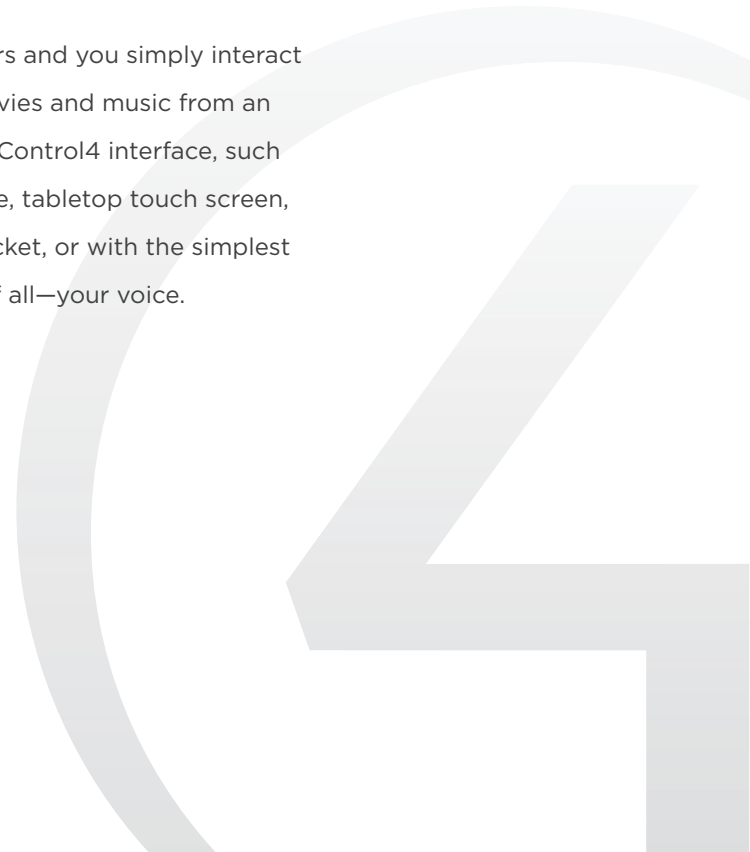 rs and you simply interact
vies and music from an
Control4 interface, such
e, tabletop touch screen,
cket, or with the simplest
f all—your voice.
4